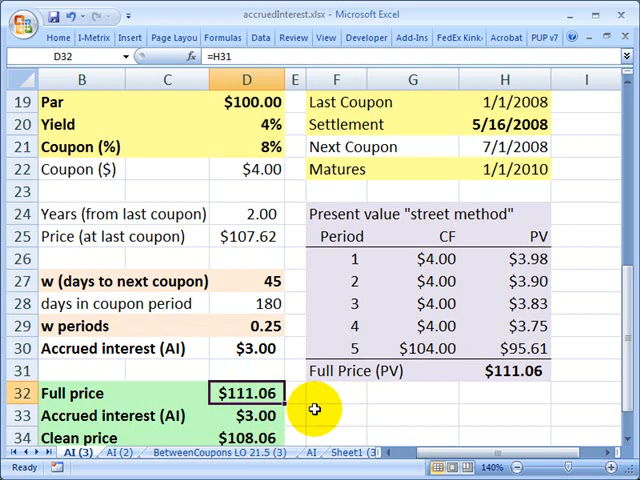 accruedInterest.xlsx - Microsoft Excel
Home I-Metrix Insert Page Layou Formulas Data Review View Developer Add-Ins FedEx Kink Acrobat PUP v7
D32 fx =H31
B C D E F G H I
19 Par $100.00 Last Coupon 1/1/2008
20 Yield 4% Settlement 5/16/2008
21 Coupon (%) 8% Next Coupon 7/1/2008
22 Coupon ($) $4.00 Matures 1/1/2010
23
24 Years (from last coupon) 2.00 Present value "street method"
25 Price (at last coupon) $107.62 Period CF PV
26 1 $4.00 $3.98
27 w (days to next coupon) 45 2 $4.00 $3.90
28 days in coupon period 180 3 $4.00 $3.83
29 w periods 0.25 4 $4.00 $3.75
30 Accrued interest (AI) $3.00 5 $104.00 $95.61
31 Full Price (PV) $111.06
32 Full price $111.06
33 Accrued interest (AI) $3.00
34 Clean price $108.06
AI (3) AI (2) BetweenCoupons LO 21.5 (3) AI Sheet1 (3
Ready 140%